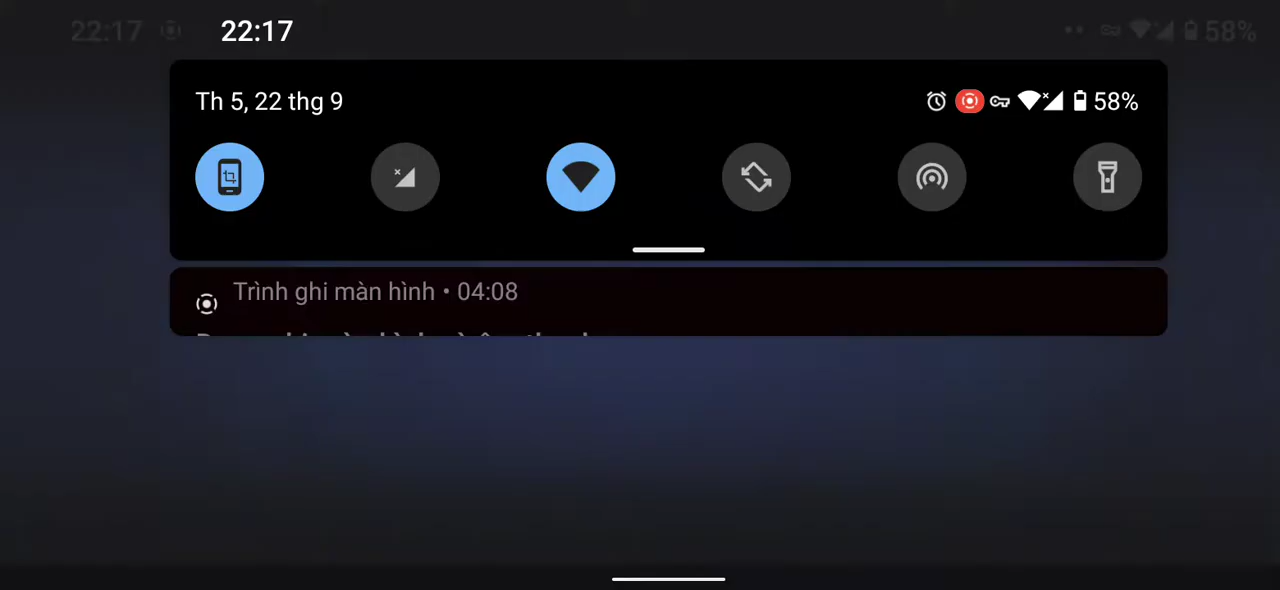 22:17 22:17 58%
Th 5, 22 thg 9 58%
Trình ghi màn hình • 04:08